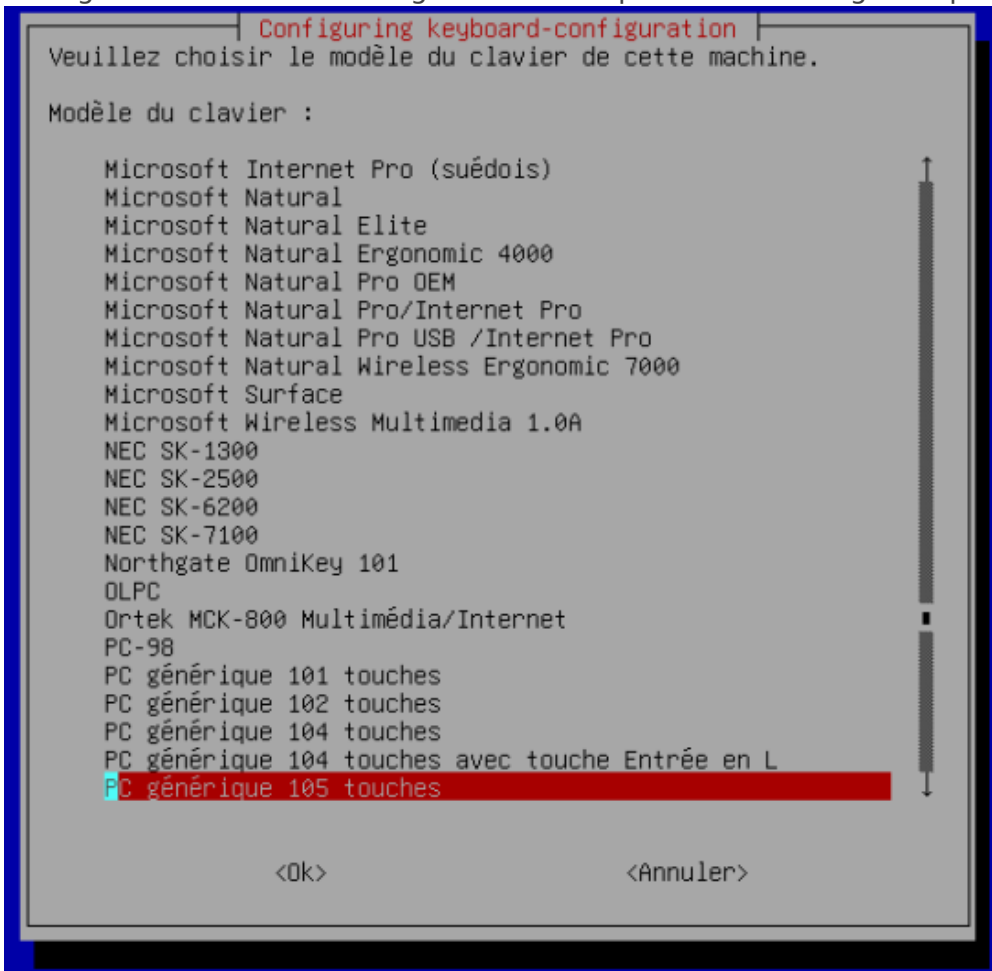 Configuring keyboard-configuration
Veuillez choisir le modèle du clavier de cette machine.
Modèle du clavier :
Microsoft Internet Pro (suédois)
Microsoft Natural
Microsoft Natural Elite
Microsoft Natural Ergonomic 4000
Microsoft Natural Pro OEM
Microsoft Natural Pro/Internet Pro
Microsoft Natural Pro USB /Internet Pro
Microsoft Natural Wireless Ergonomic 7000
Microsoft Surface
Microsoft Wireless Multimedia 1.0A
NEC SK-1300
NEC SK-2500
NEC SK-6200
NEC SK-7100
Northgate OmniKey 101
OLPC
Ortek MCK-800 Multimédia/Internet
PC-98
PC générique 101 touches
PC générique 102 touches
PC générique 104 touches
PC générique 104 touches avec touche Entrée en L
PC générique 105 touches
<Ok> <Annuler>